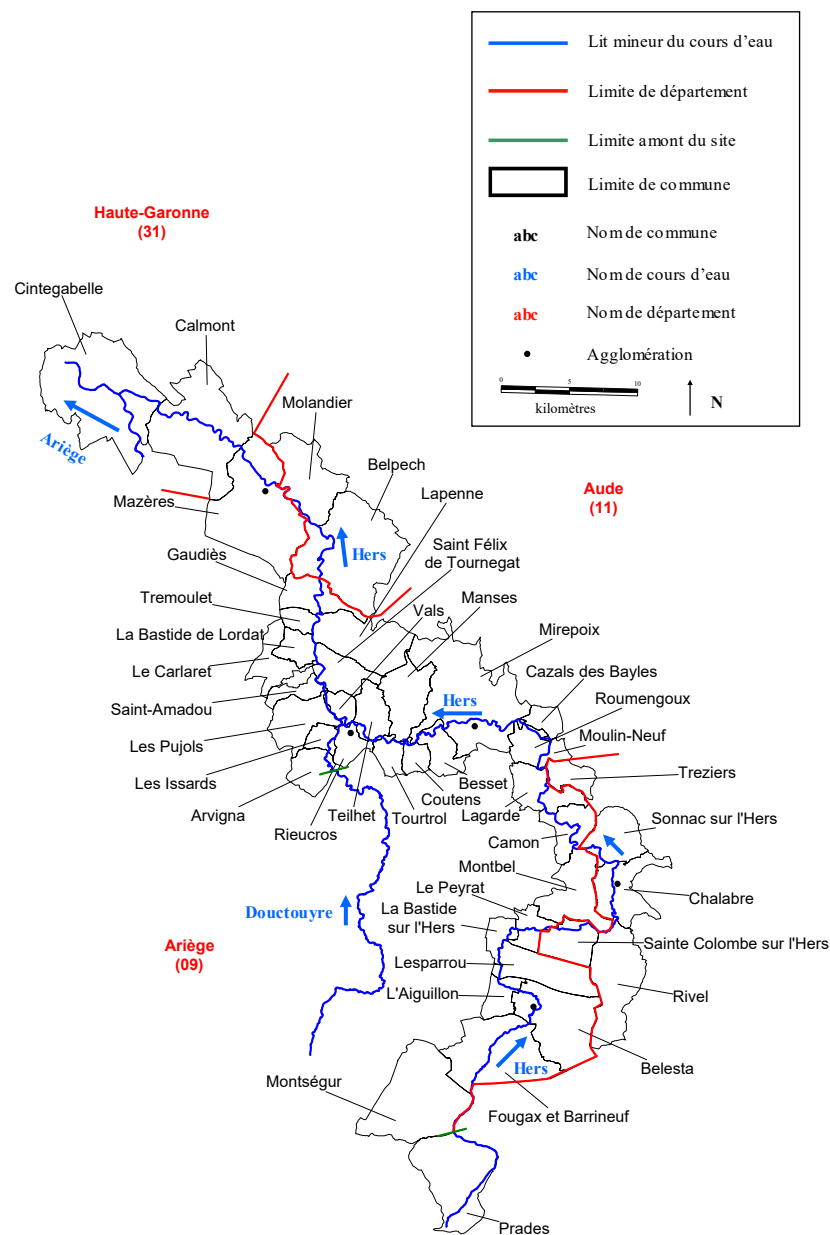 Lit mineur du cours d'eau
Limite de département
Limite amont du site
Limite de commune
abc Nom de commune
abc Nom de cours d'eau
abc Nom de département
Agglomération
0 5 10
kilomètres
N
Haute-Garonne
(31)
Cintegabelle
Calmont
Molandier
Ariège
Belpech
Aude
(11)
Lapenne
Mazères
Saint Félix
de Tournegat
Hers
Gaudiès
Manses
Tremoulet
Vals
Mirepoix
La Bastide de Lordat
Cazals des Bayles
Le Carlaret
Roumengoux
Saint-Amadou
Hers
Moulin-Neuf
Les Pujols
Treziers
Les Issards
Besset
Coutens
Arvigna
Lagarde
Rieucros
Teilhet
Tourtrol
Sonnac sur l'Hers
Camon
Montbel
Le Peyrat
Chalabre
La Bastide
sur l'Hers
Douctouyre
Ariège
(09)
Sainte Colombe sur l'Hers
Lesparrou
L'Aiguillon
Rivel
Hers
Belesta
Montségur
Fougax et Barrineuf
Prades